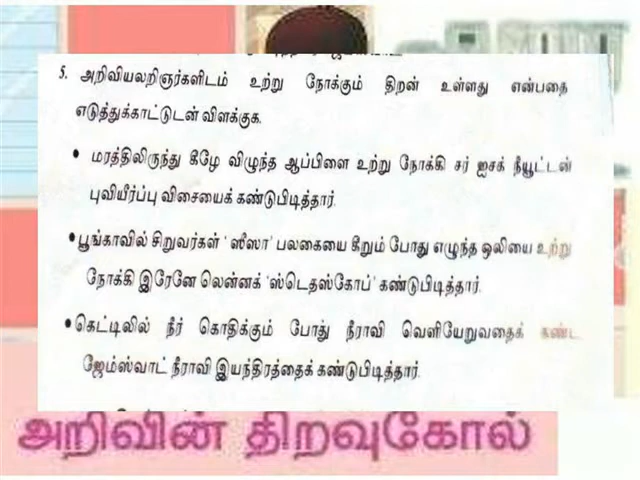 5. அறிவியலறிஞர்களிடம் உற்று நோக்கும் திறன் உள்ளது என்பதை
எடுத்துக்காட்டுடன் விளக்குக.
• மரத்திலிருந்து கீழே விழுந்த ஆப்பிளை உற்று நோக்கி சர் ஐசக் நீயூட்டன்
புவியீர்ப்பு விசையைக் கண்டுபிடித்தார்.
• பூங்காவில் சிறுவர்கள் ' ஸீஸா ' பலகையை கீறும் போது எழுந்த ஒலியை உற்று
நோக்கி இரேனே லென்னக் 'ஸ்டெதஸ்கோப்' கண்டுபிடித்தார்.
• கெட்டிலில் நீர் கொதிக்கும் போது நீராவி வெளியேறுவதைக் கண்ட
ஜேம்ஸ்வாட் நீராவி இயந்திரத்தைக் கண்டுபிடித்தார்.
அறிவின் திறவுகோல்